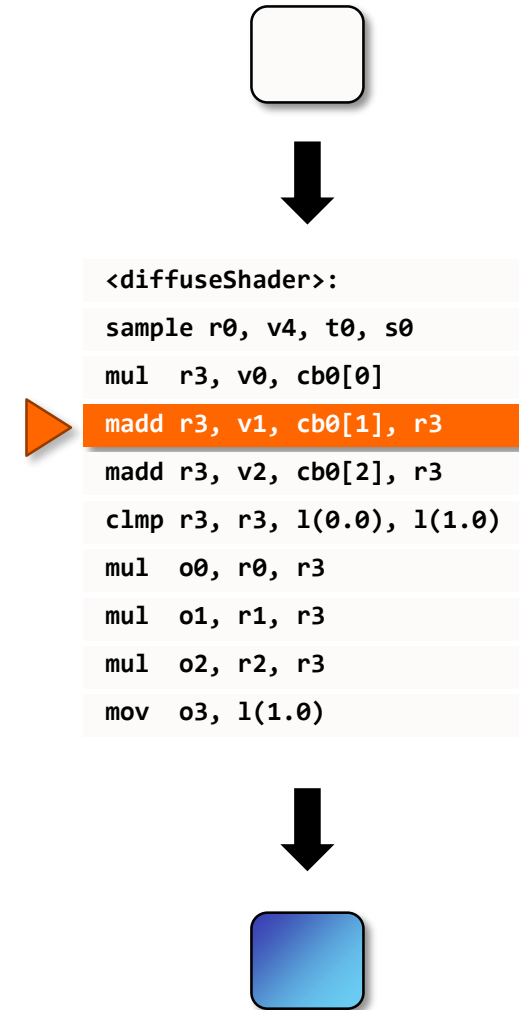 <diffuseShader>:
sample r0, v4, t0, s0
mul  r3, v0, cb0[0]
madd r3, v1, cb0[1], r3
madd r3, v2, cb0[2], r3
clmp r3, r3, l(0.0), l(1.0)
mul  o0, r0, r3
mul  o1, r1, r3
mul  o2, r2, r3
mov  o3, l(1.0)